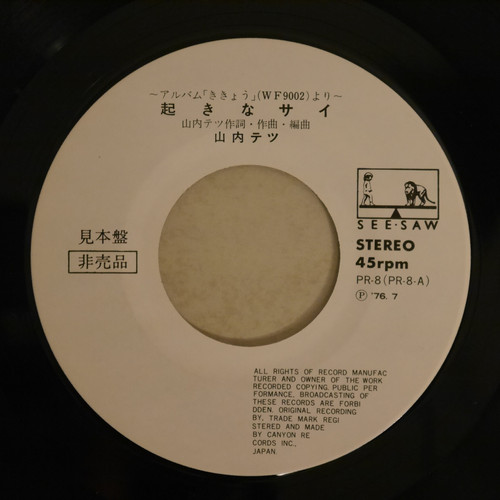 ~アルバム「ききょう」(WF9002)より~
起きなサイ
山内テツ作詞・作曲・編曲
山内テツ
SEE·SAW
見本盤
非売品
STEREO
45rpm
PR-8(PR-8-A)
Ⓟ '76. 7
ALL RIGHTS OF RECORD MANUFAC
TURER AND OWNER OF THE WORK
RECORDED COPYING. PUBLIC PER
FORMANCE, BROADCASTING OF
THESE RECORDS ARE FORBI
DDEN. ORIGINAL RECORDING
BY, TRADE MARK REGI
STERED AND MADE
BY CANYON RE
CORDS INC.,
JAPAN.